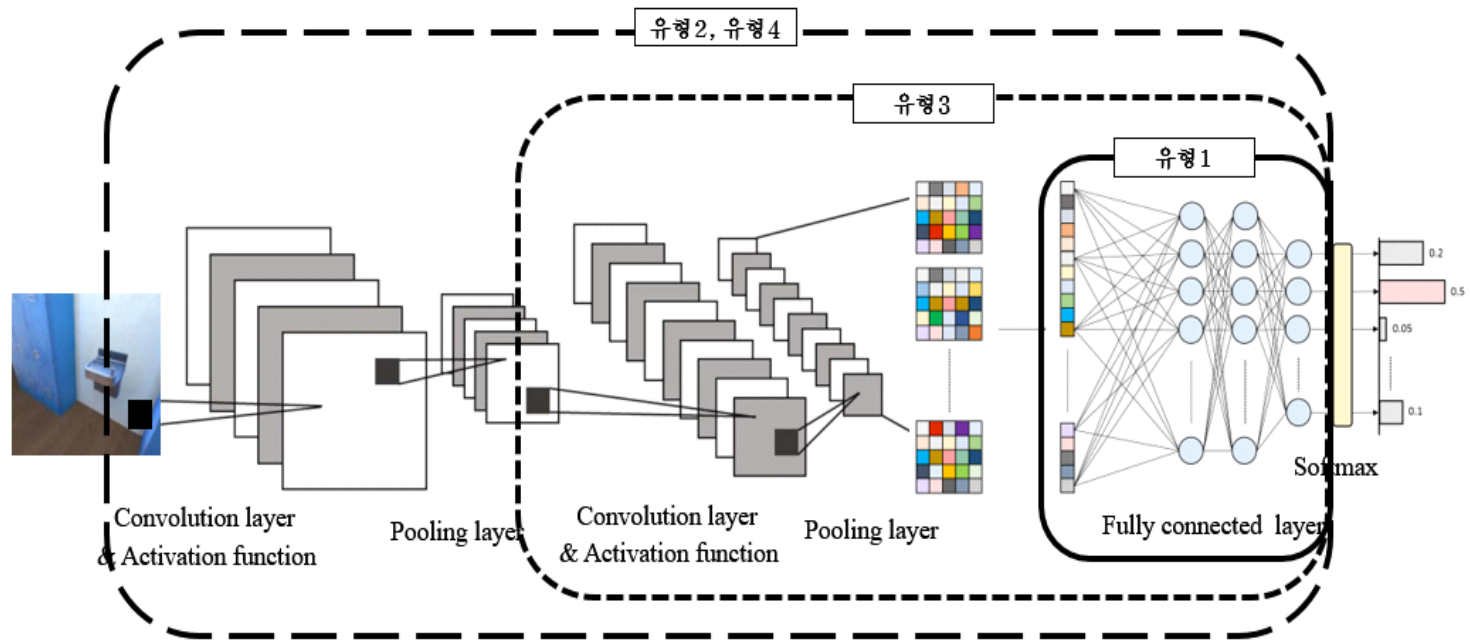 유형2, 유형4
유형3
유형1
0.2
0.5
0.05
0.1
Softmax
Convolution layer
& Activation function
Pooling layer
Convolution layer
& Activation function
Pooling layer
Fully connected layer